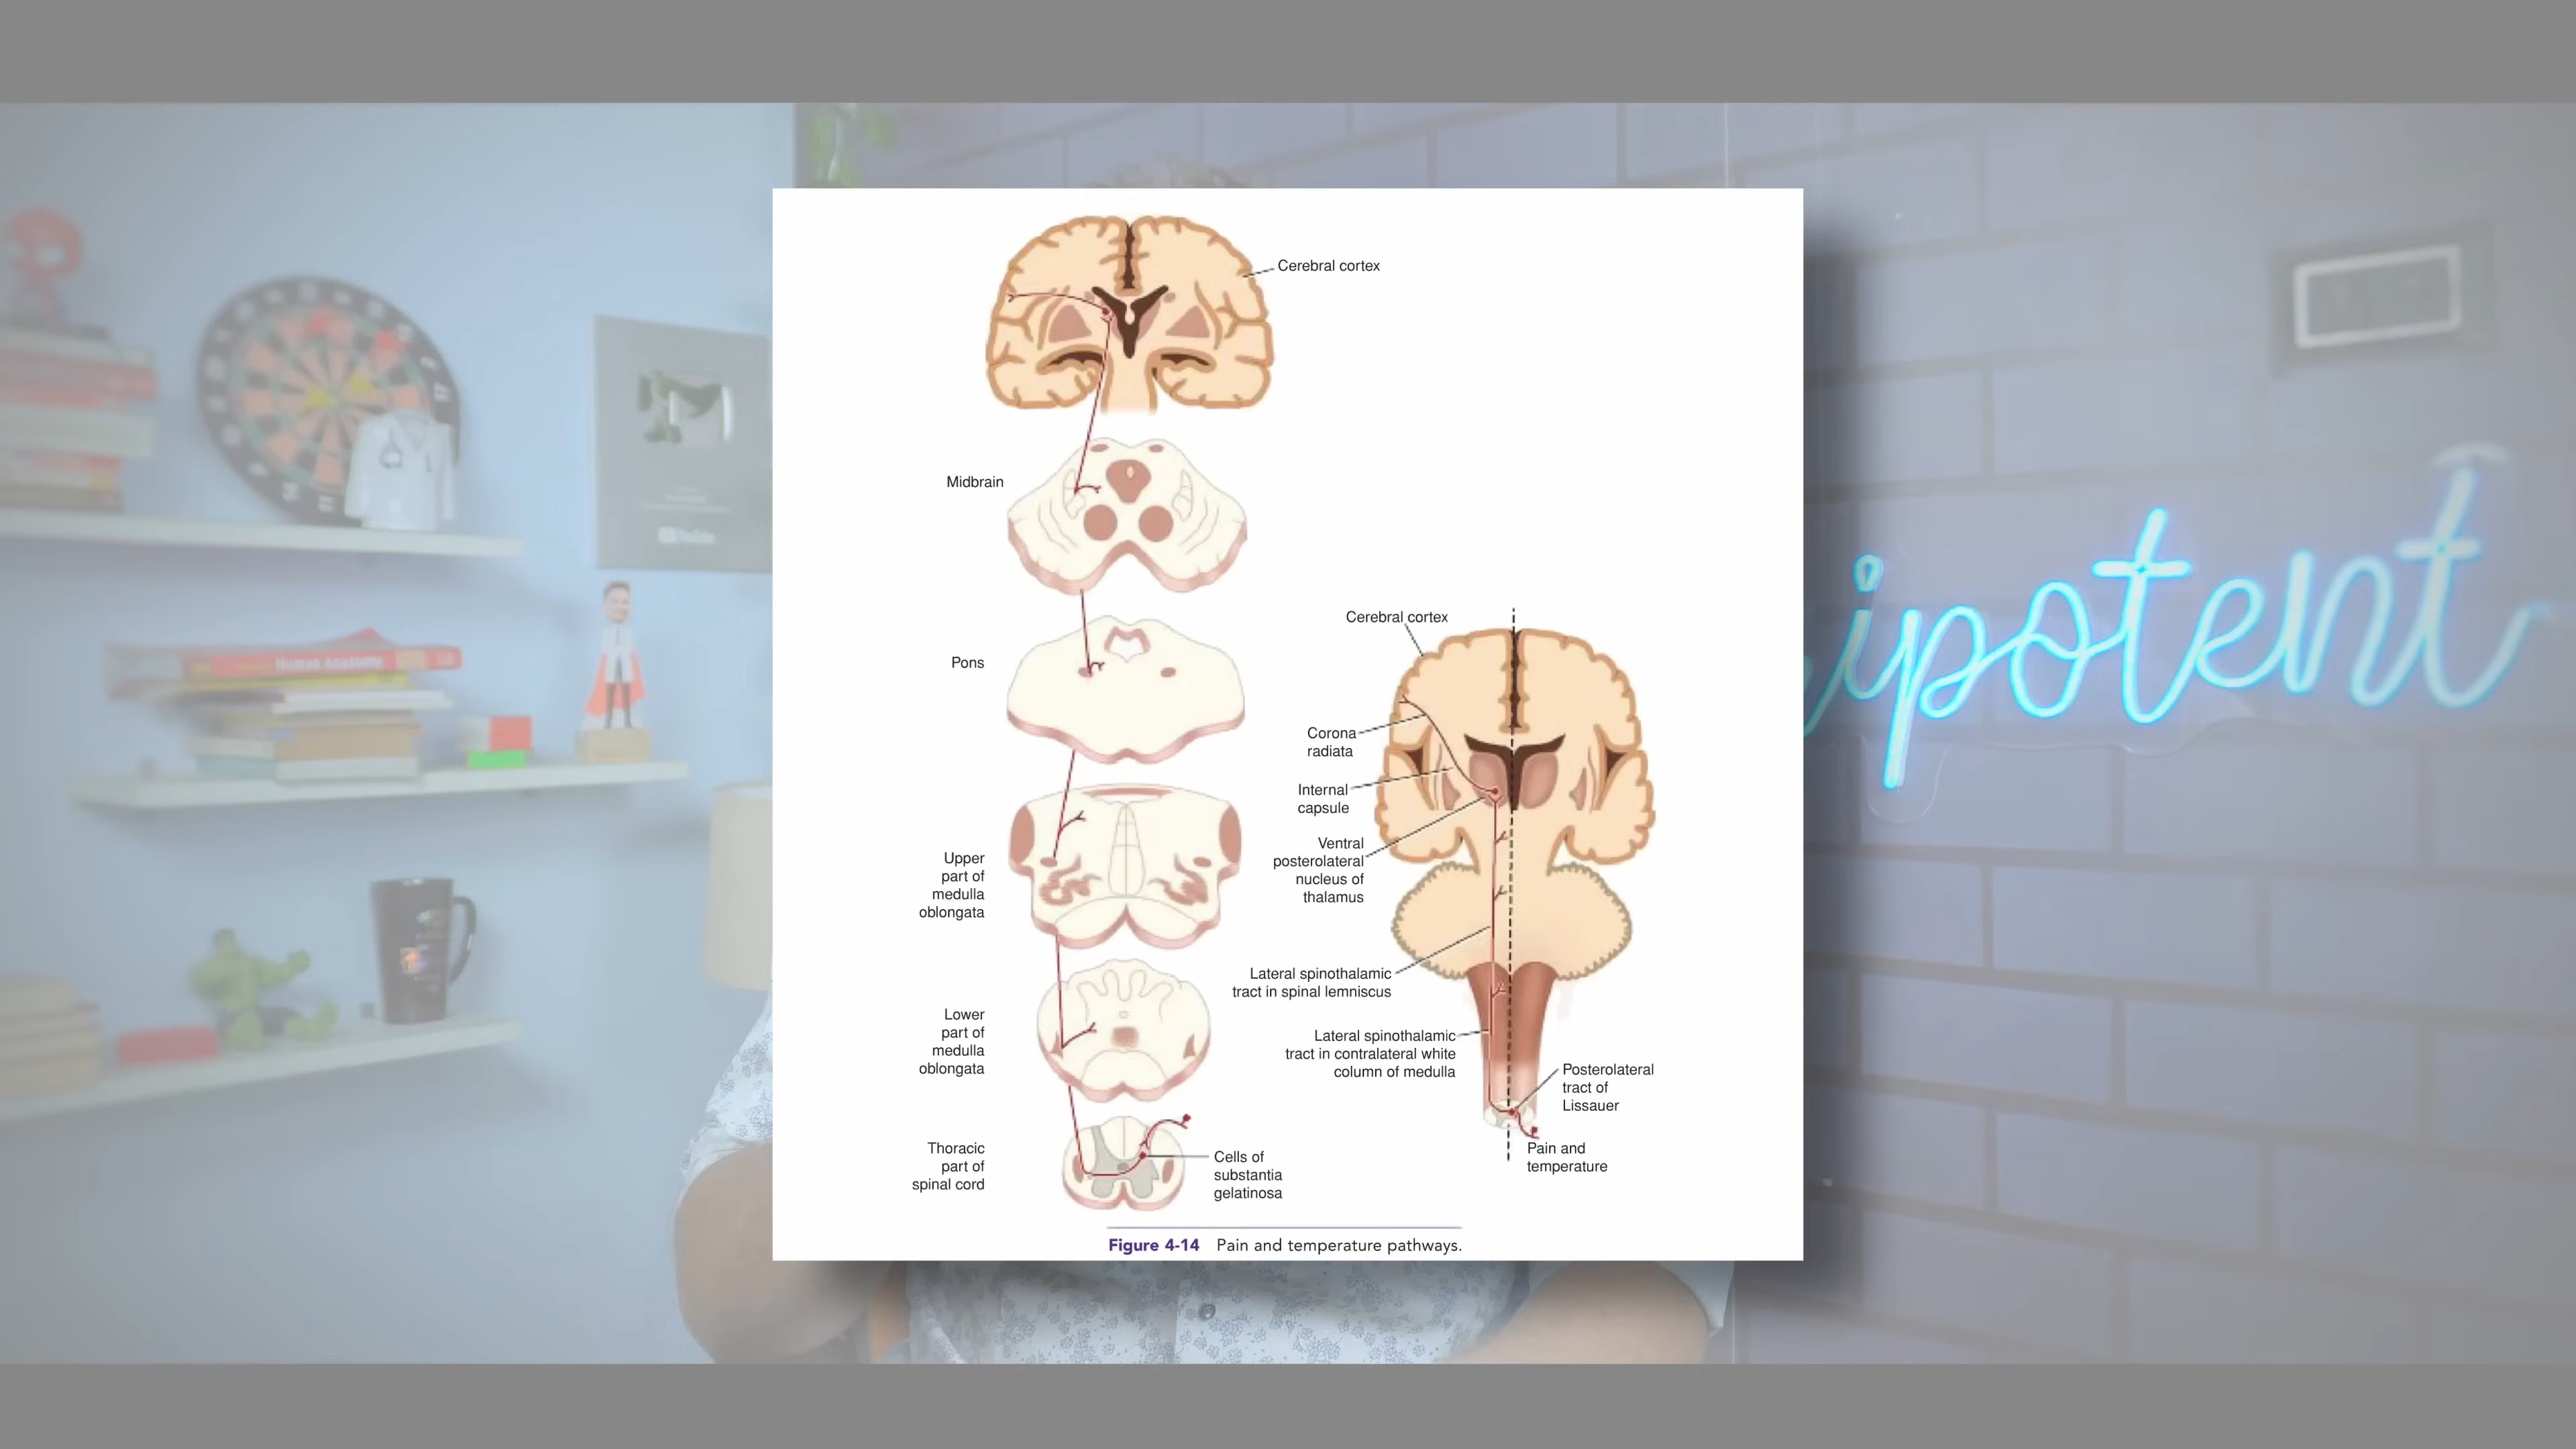 Cerebral cortex
Midbrain
Pons
Upper
part of
medulla
oblongata
Lower
part of
medulla
oblongata
Thoracic
part of
spinal cord
Cells of
substantia
gelatinosa
Cerebral cortex
Corona
radiata
Internal
capsule
Ventral
posterolateral
nucleus of
thalamus
Lateral spinothalamic
tract in spinal lemniscus
Lateral spinothalamic
tract in contralateral white
column of medulla
Posterolateral
tract of
Lissauer
Pain and
temperature
Figure 4-14 Pain and temperature pathways.
Human Anatomy
YouTube
ipotent